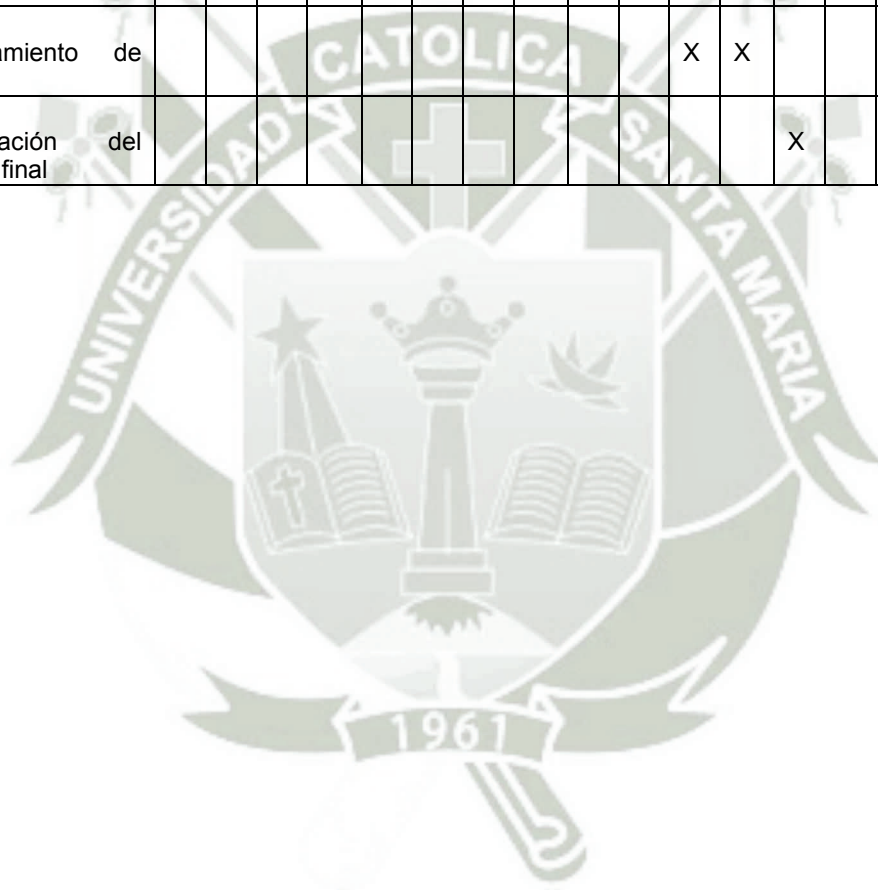 amiento de
X X
ación del
final
X
UNIVERSIDAD CATOLICA SANTA MARIA
1961